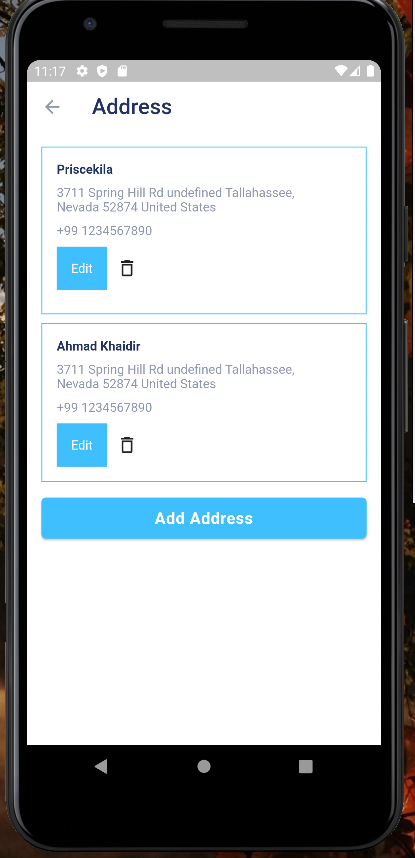 11:17
Address
Priscekila
3711 Spring Hill Rd undefined Tallahassee,
Nevada 52874 United States
+99 1234567890
Edit
Ahmad Khaidir
3711 Spring Hill Rd undefined Tallahassee,
Nevada 52874 United States
+99 1234567890
Edit
Add Address